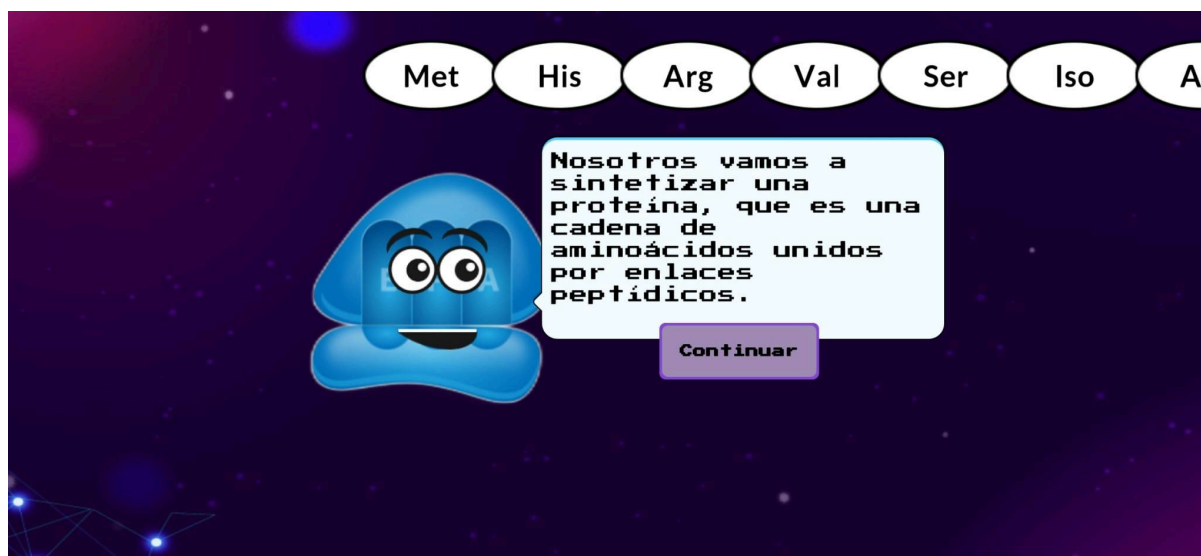 Met His Arg Val Ser Iso A
Nosotros vamos a
sintetizar una
proteína, que es una
cadena de
aminoácidos unidos
por enlaces
peptídicos.
E P A
Continuar